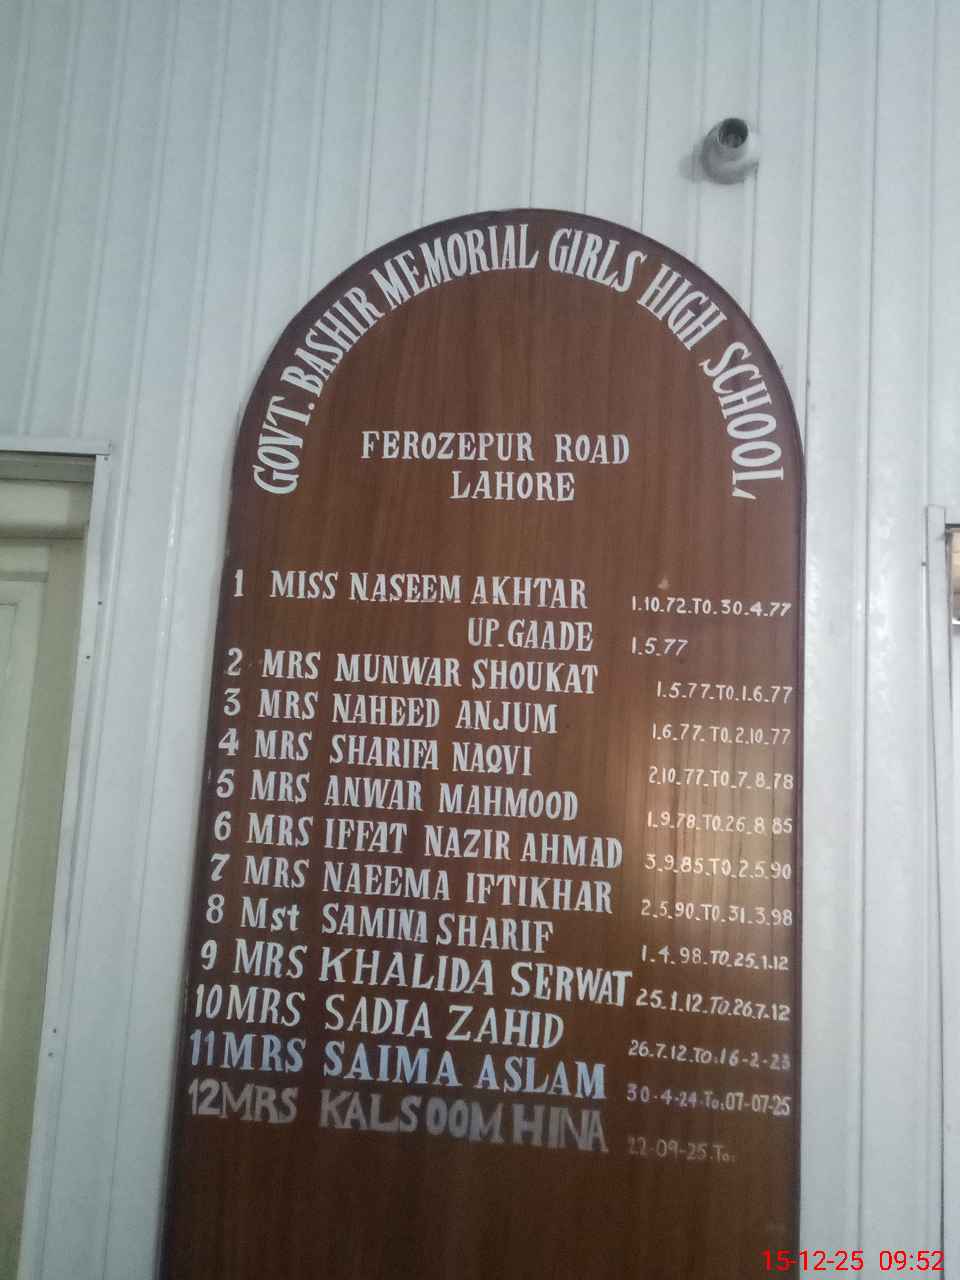 GOVT. BASHIR MEMORIAL GIRLS HIGH SCHOOL
FEROZEPUR ROAD
LAHORE
1 MISS NASEEM AKHTAR 1.10.72.TO.30.4.77
UP.GAADE 1.5.77
2 MRS MUNWAR SHOUKAT 1.5.77.TO.1.6.77
3 MRS NAHEED ANJUM 1.6.77.TO.2.10.77
4 MRS SHARIFA NAQVI 2.10.77.TO.7.8.78
5 MRS ANWAR MAHMOOD 1.9.78.TO.26.8.85
6 MRS IFFAT NAZIR AHMAD 3.9.85.TO.2.5.90
7 MRS NAEEMA IFTIKHAR 2.5.90.TO.31.3.98
8 Mst SAMINA SHARIF 1.4.98.TO.25.1.12
9 MRS KHALIDA SERWAT 25.1.12.TO.26.7.12
10 MRS SADIA ZAHID 26.7.12.TO:16-2-23
11 MRS SAIMA ASLAM 30-4-24.To:07-07-25
12 MRS KALSOOM HINA 22-09-25.To:
15-12-25 09:52